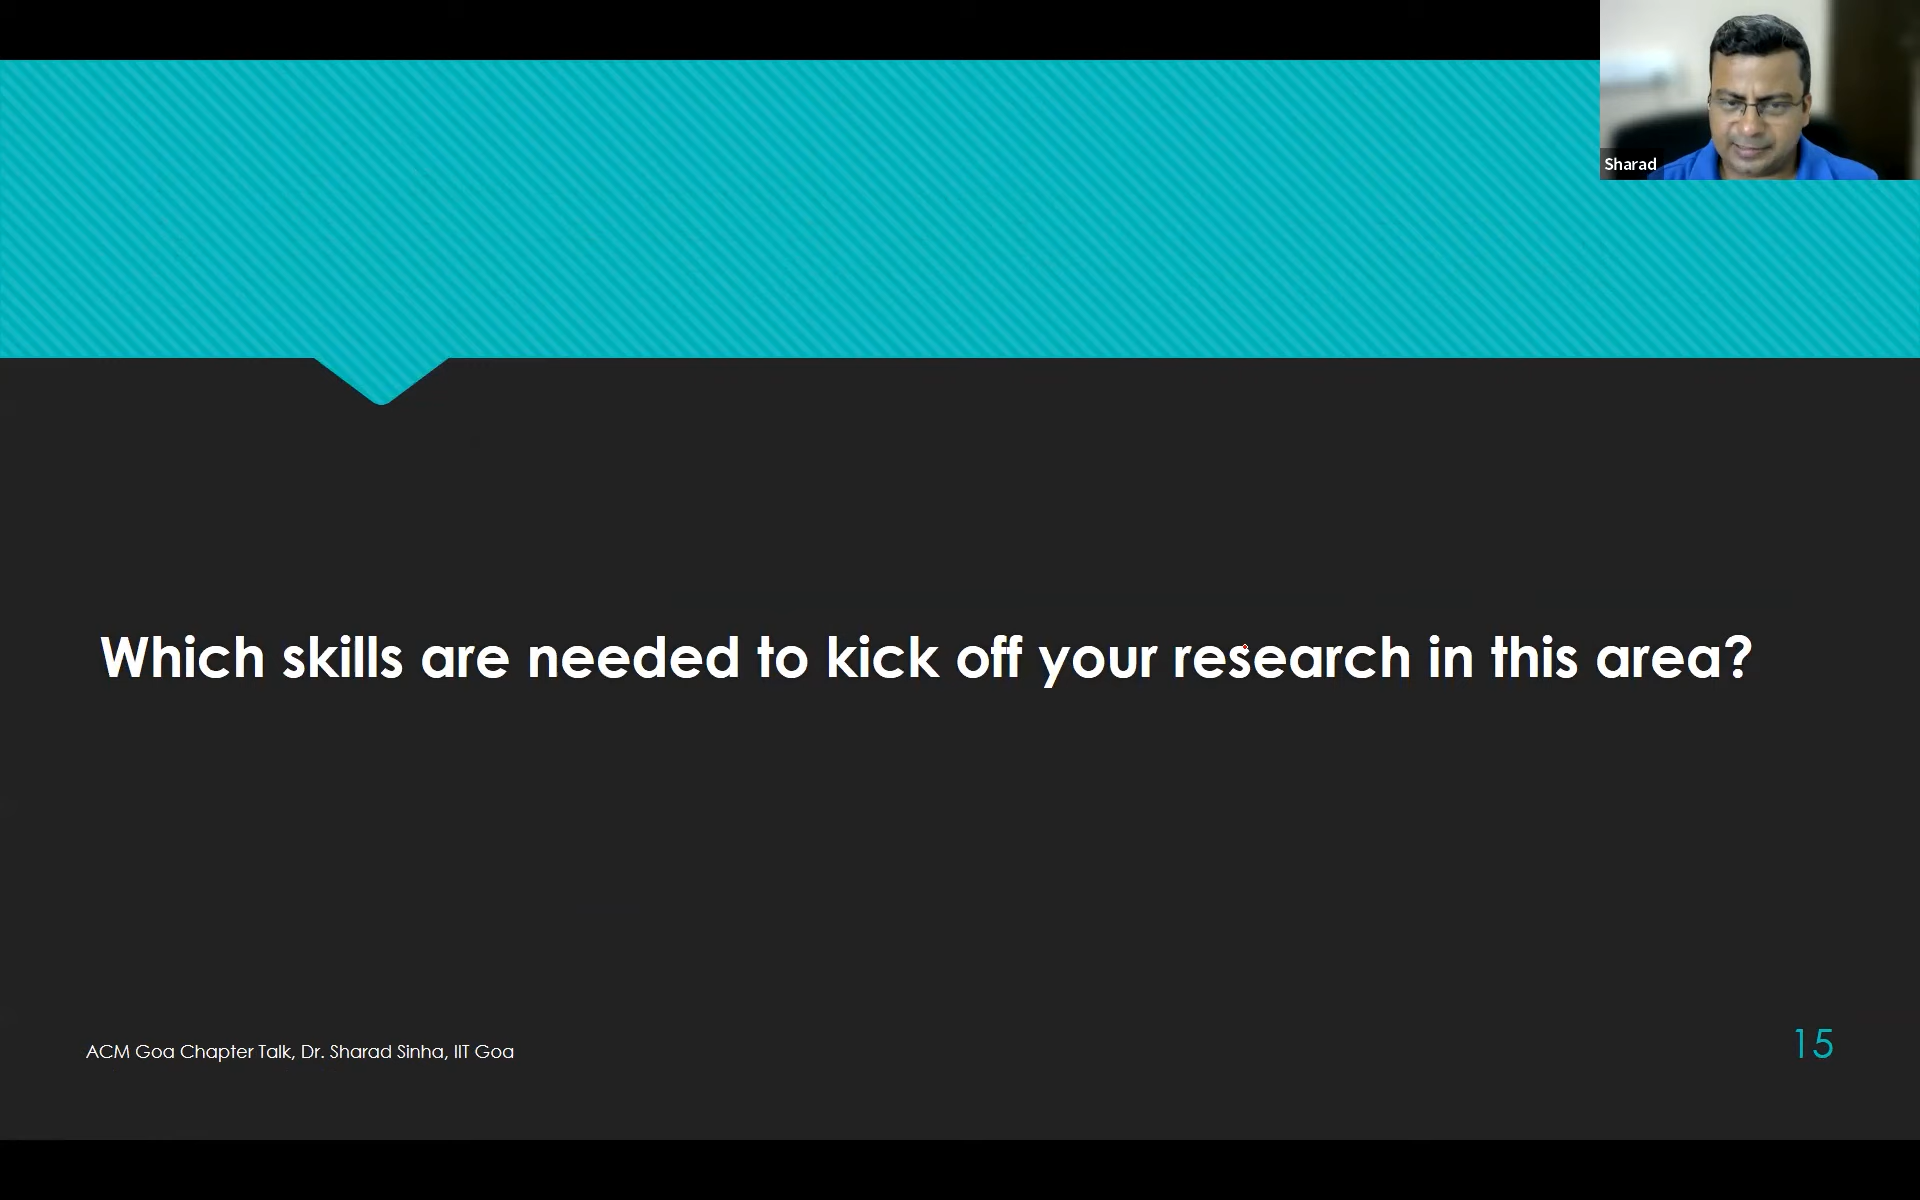 Sharad
Which skills are needed to kick off your research in this area?
ACM Goa Chapter Talk, Dr. Sharad Sinha, IIT Goa
15